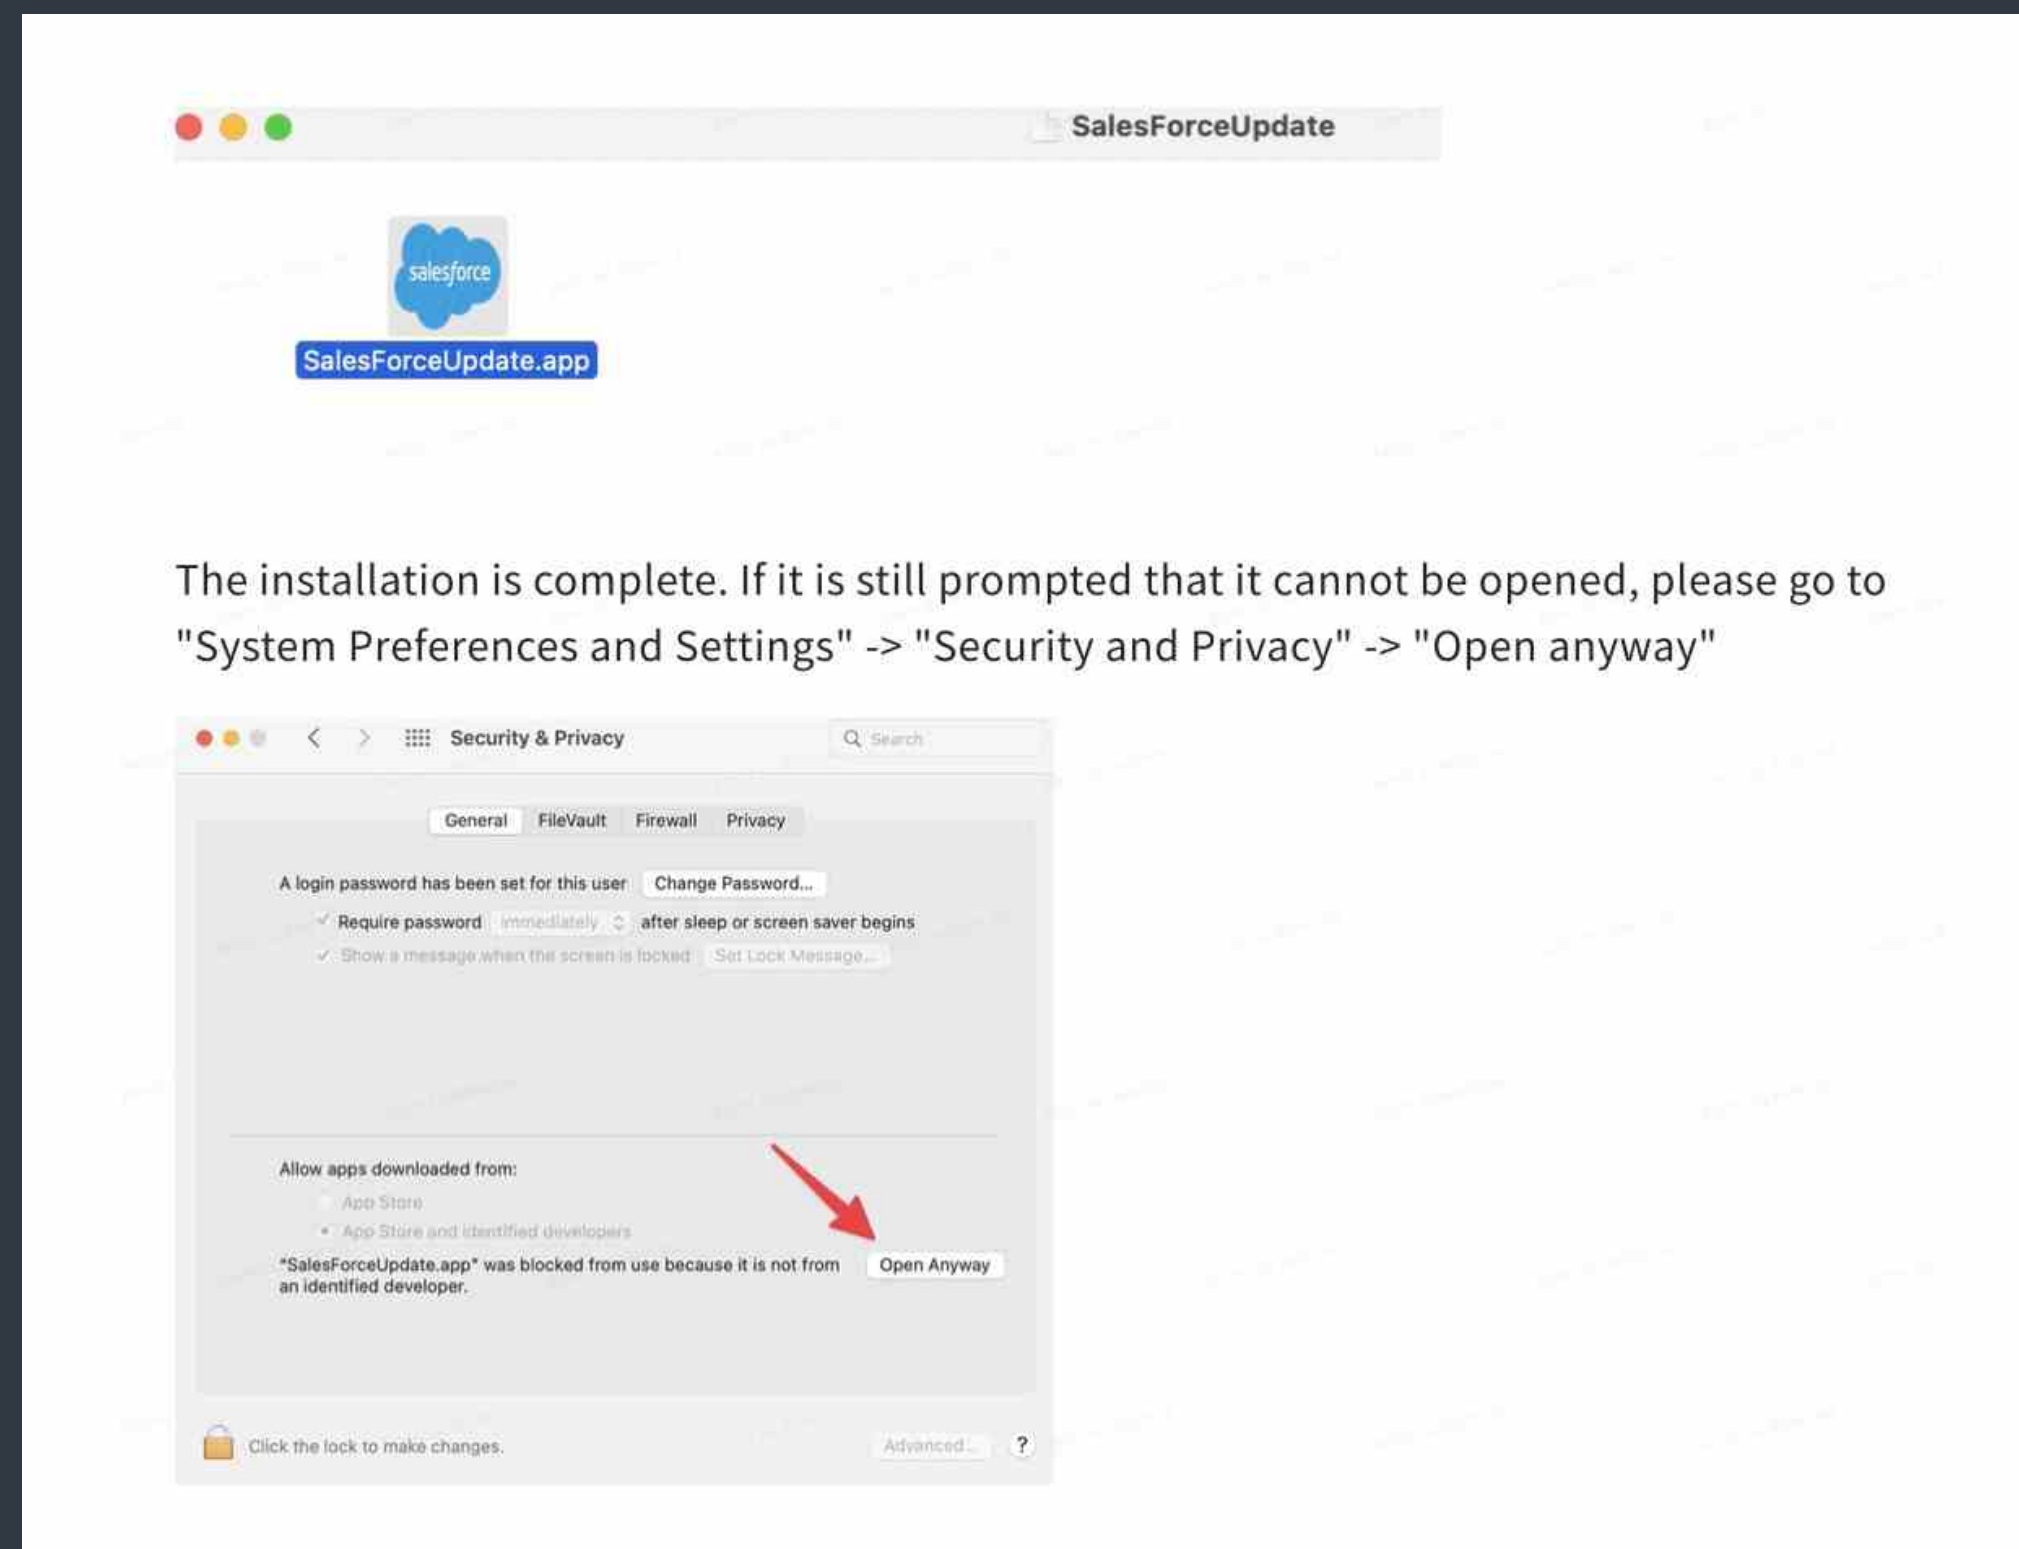 SalesForceUpdate
salesforce
SalesForceUpdate.app
The installation is complete. If it is still prompted that it cannot be opened, please go to
"System Preferences and Settings" -> "Security and Privacy" -> "Open anyway"
Security & Privacy
Search
General FileVault Firewall Privacy
A login password has been set for this user Change Password...
Require password immediately after sleep or screen saver begins
Show a message when the screen is locked Set Lock Message...
Allow apps downloaded from:
App Store
App Store and identified developers
"SalesForceUpdate.app" was blocked from use because it is not from Open Anyway
an identified developer.
Click the lock to make changes. Advanced... ?